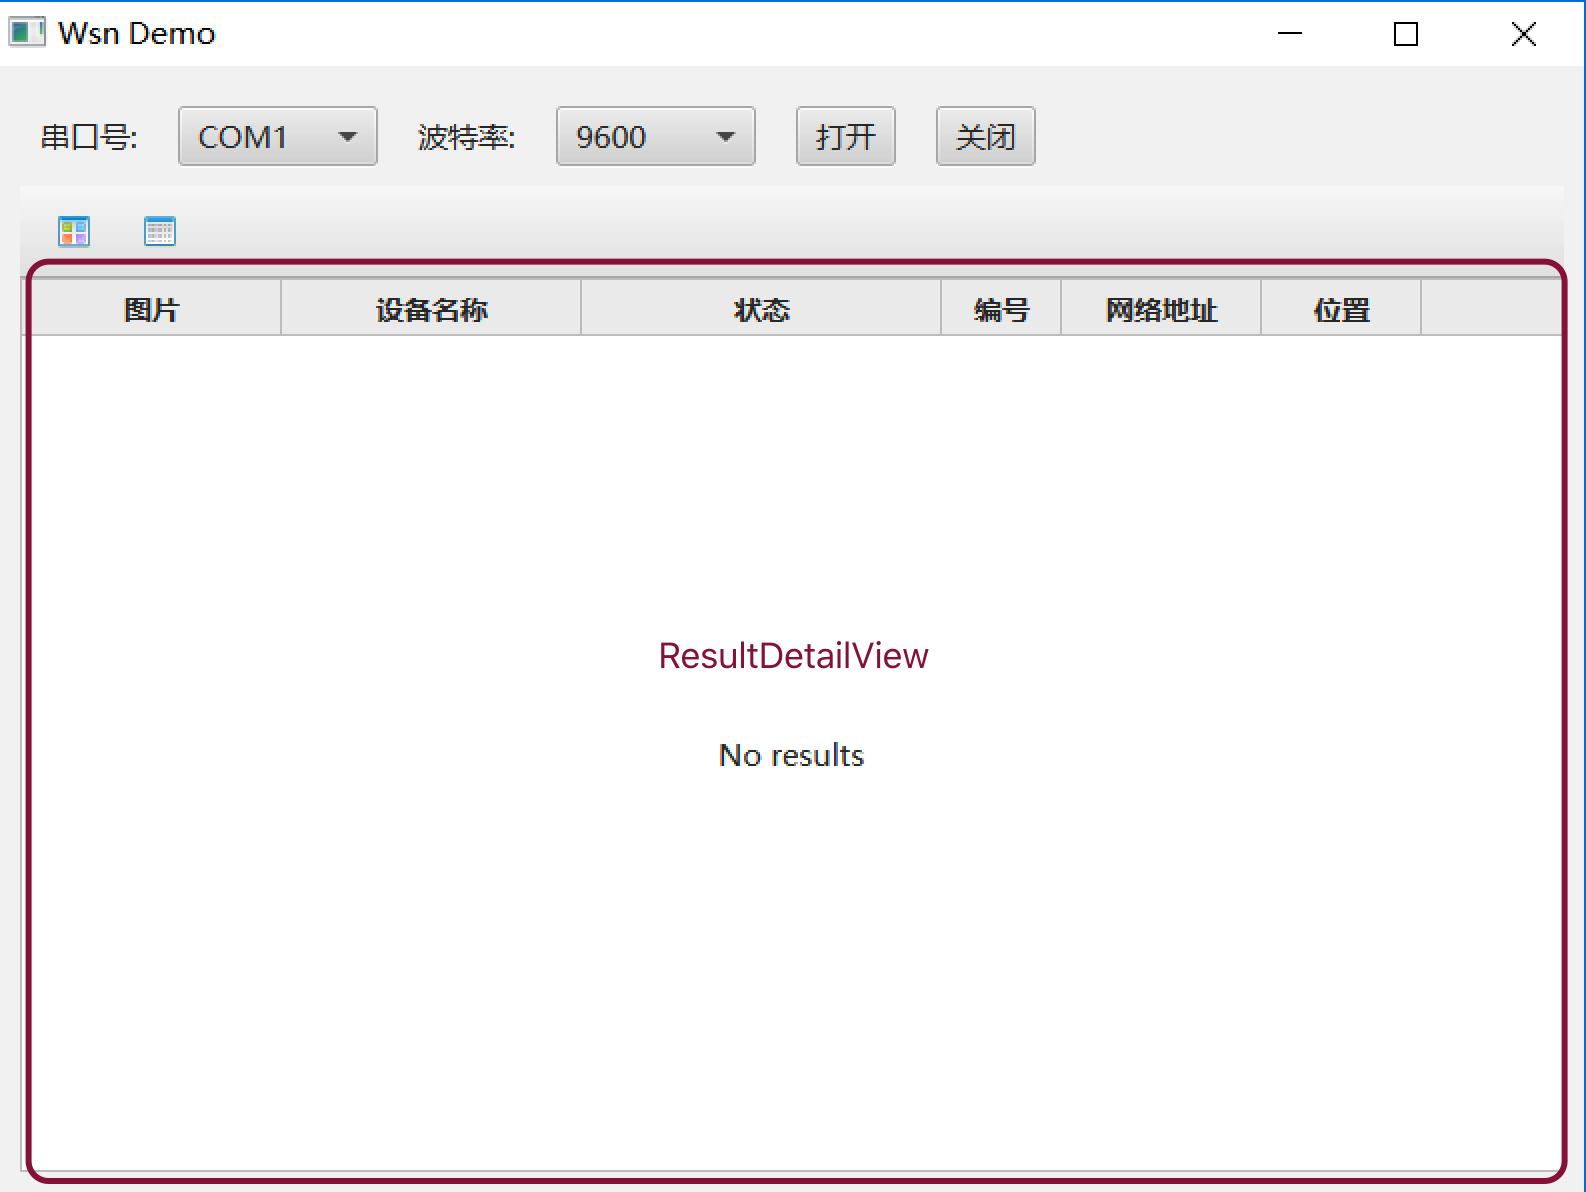 Wsn Demo
串口号: COM1 波特率: 9600 打开 关闭
图片 设备名称 状态 编号 网络地址 位置
ResultDetailView
No results